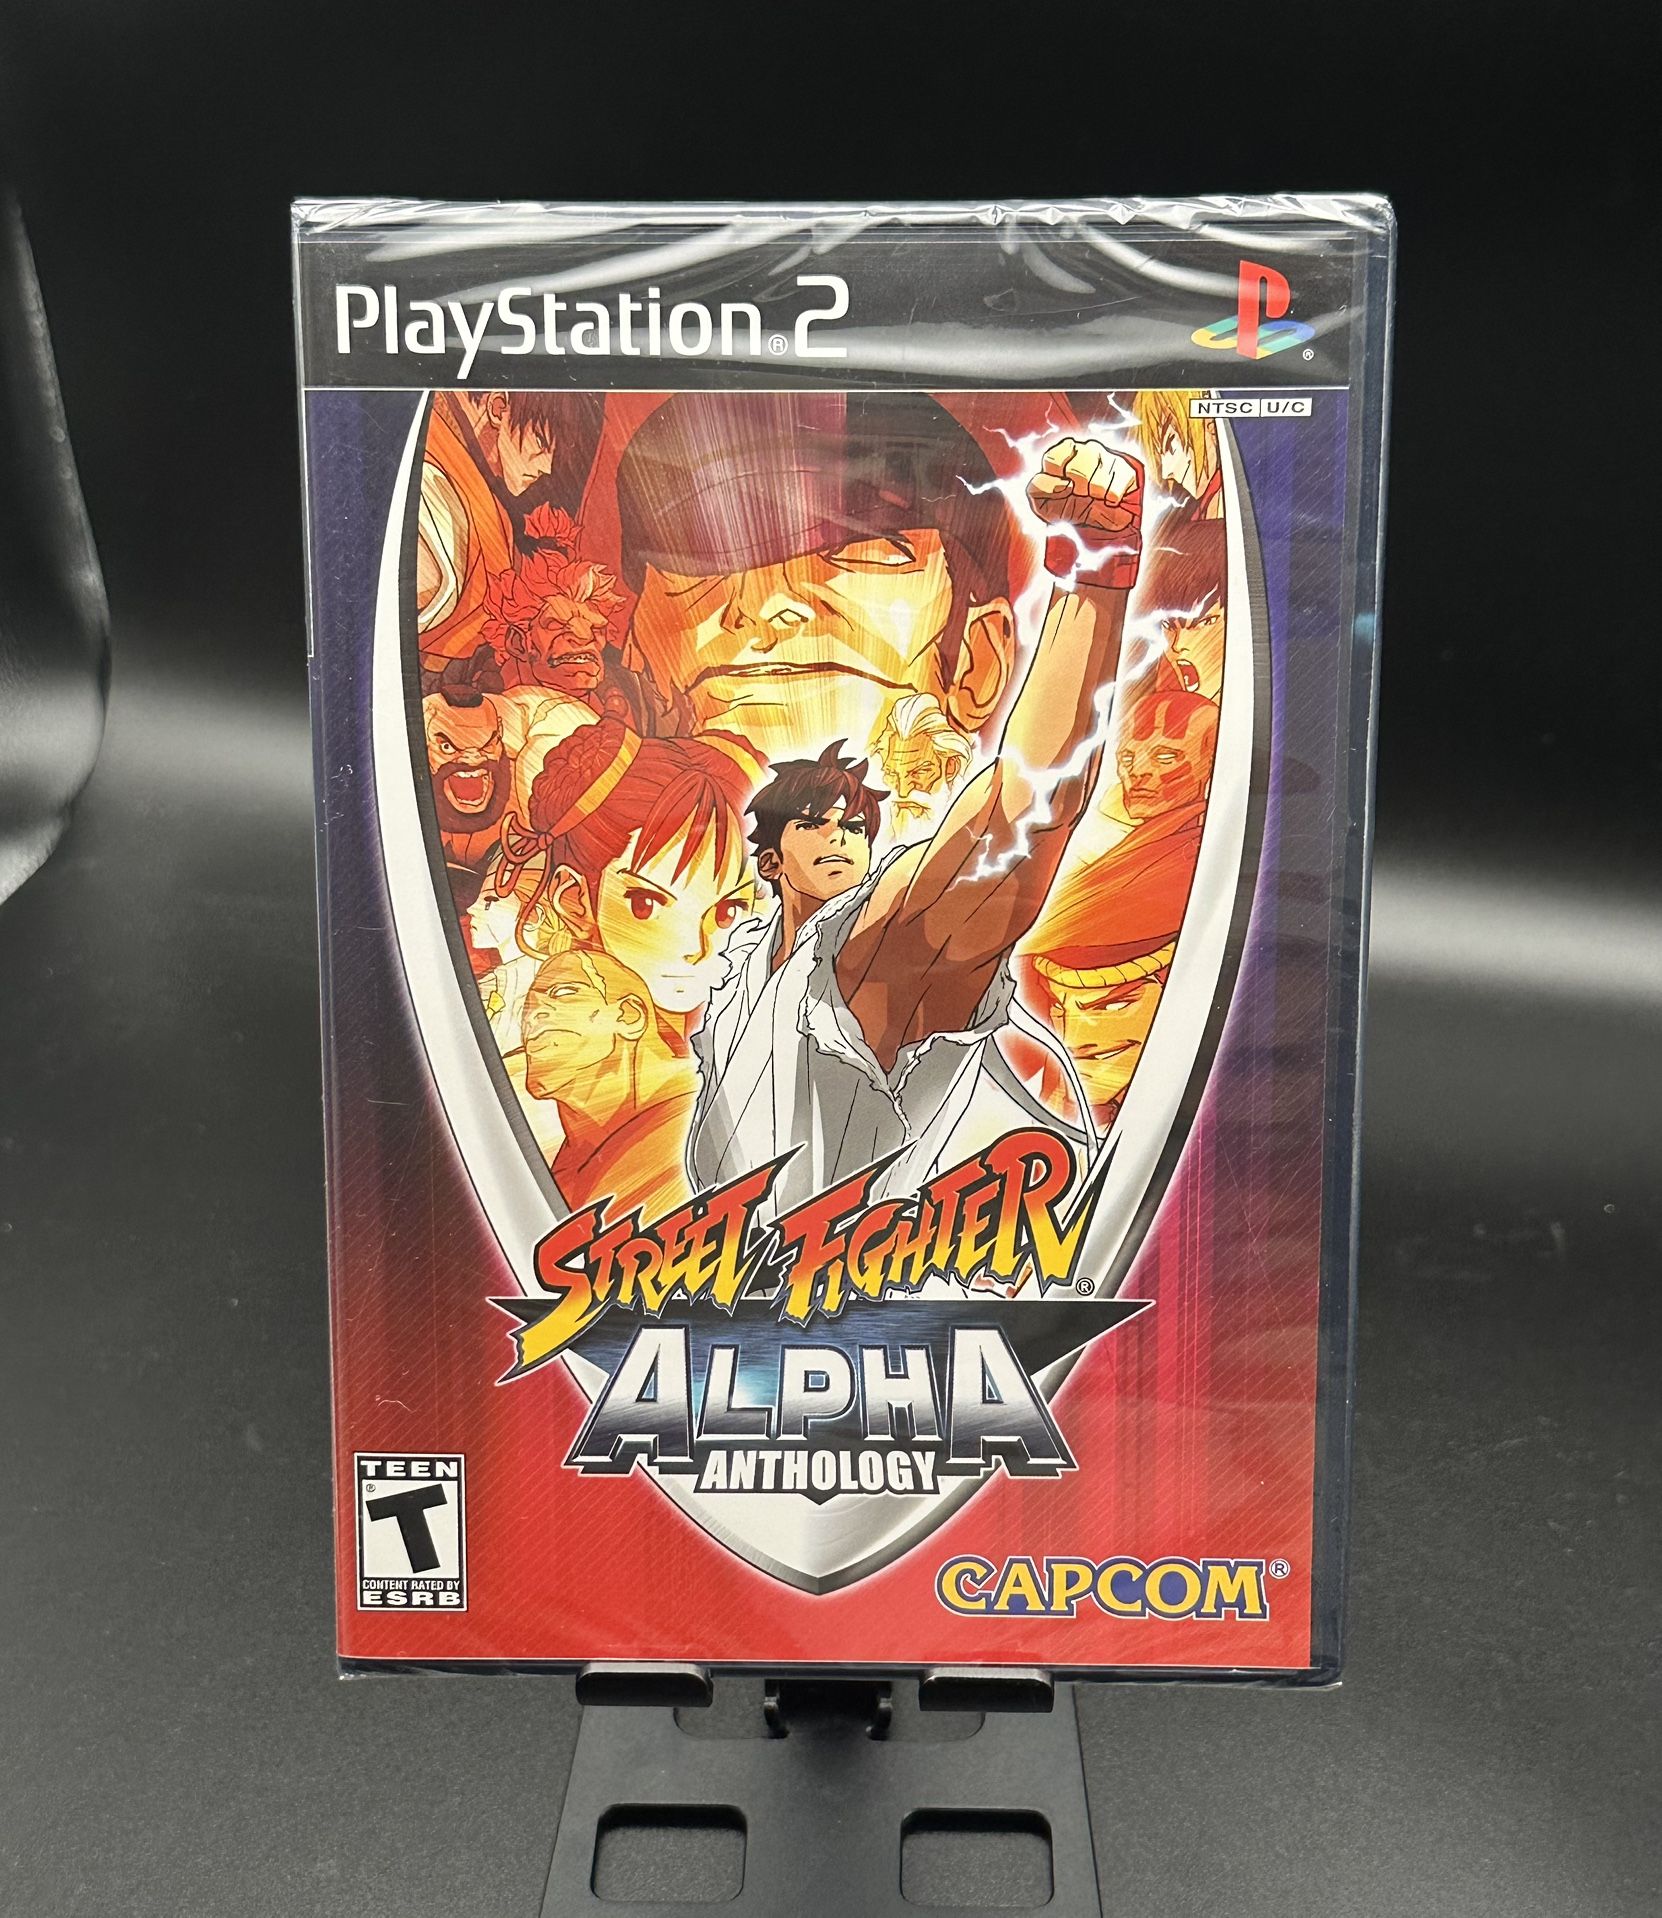 PlayStation®2
NTSC U/C
STREET FIGHTER®
ALPHA
ANTHOLOGY
TEEN
T®
CONTENT RATED BY
ESRB
CAPCOM®